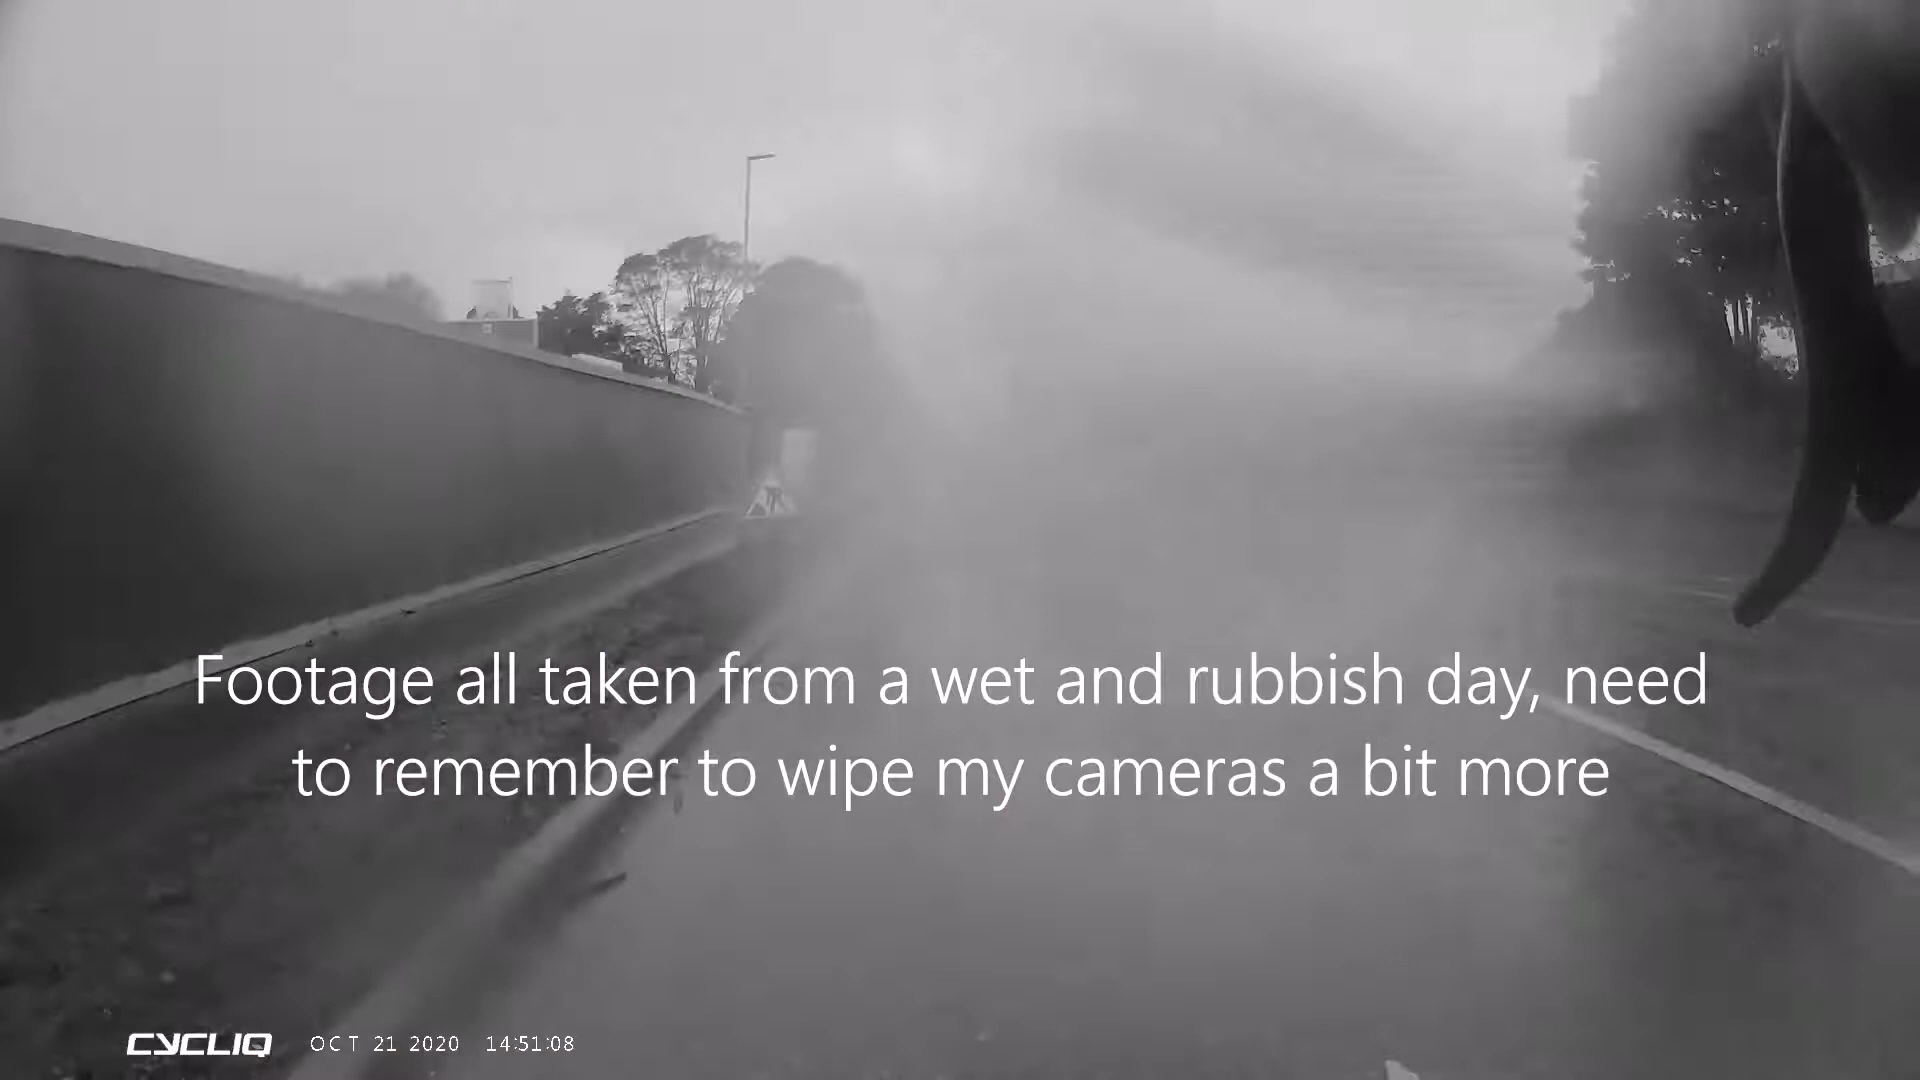 Footage all taken from a wet and rubbish day, need
to remember to wipe my cameras a bit more
CYCLIQ OCT 21 2020 14:51:08